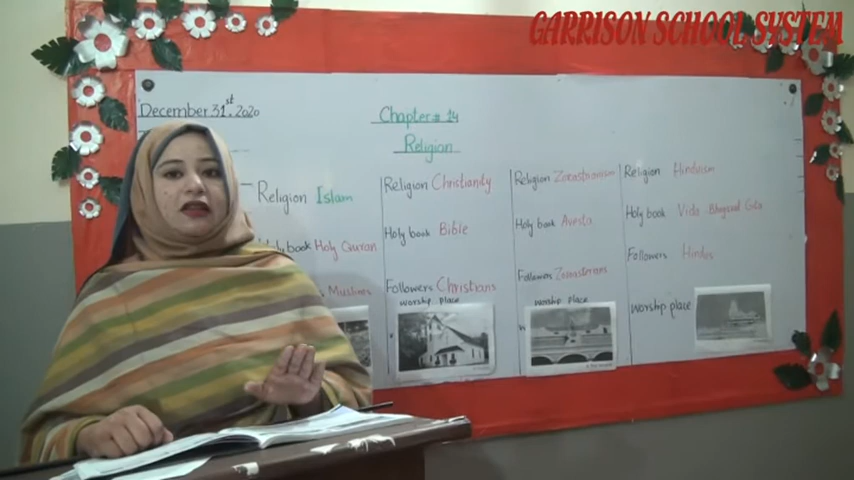 GARRISON SCHOOL SYSTEM
December 31st, 2020
Chapter# 14
Religion
Religion Islam
Holy book Holy Quran
Muslims
Religion Christianity
Holy book Bible
Followers Christians
worship place
Religion Zoroastrianism
Holy book Avesta
Followers Zoroastrians
worship place
Religion Hinduism
Holy book Vida Bhagwad Gita
Followers Hindus
worship place